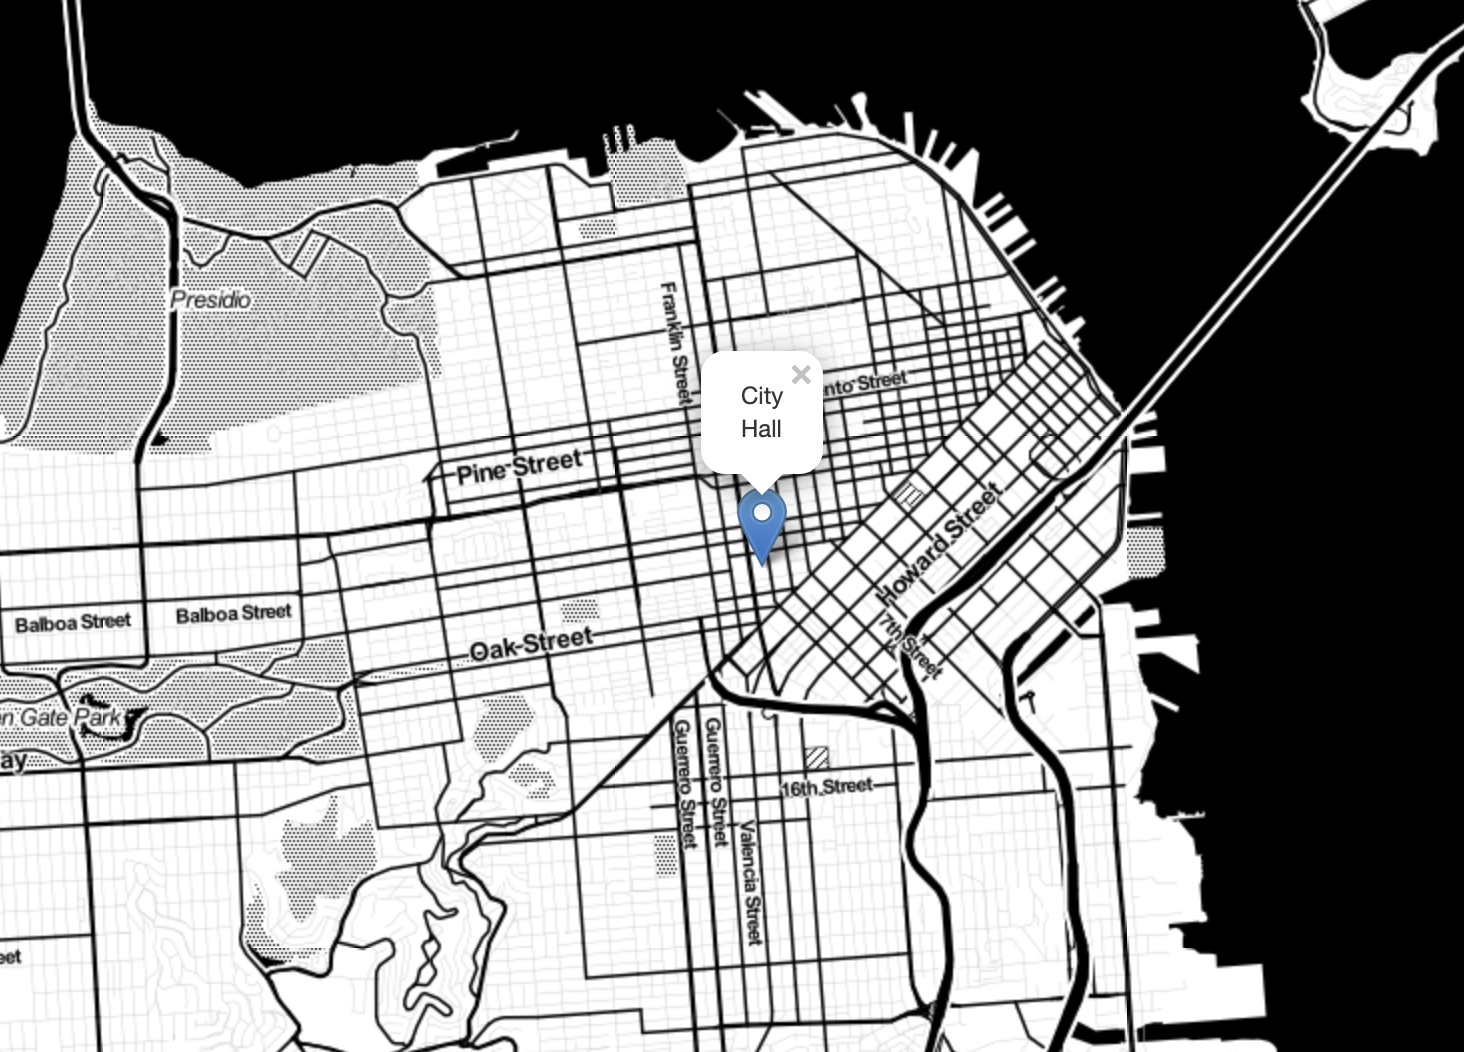 Presidio
Franklin Street
nto Street
×
City
Hall
Pine Street
Howard Street
Balboa Street
Balboa Street
7th Street
Oak Street
n Gate Park
ay
Guerrero Street
Guerrero Street
16th Street
Valencia Street
eet